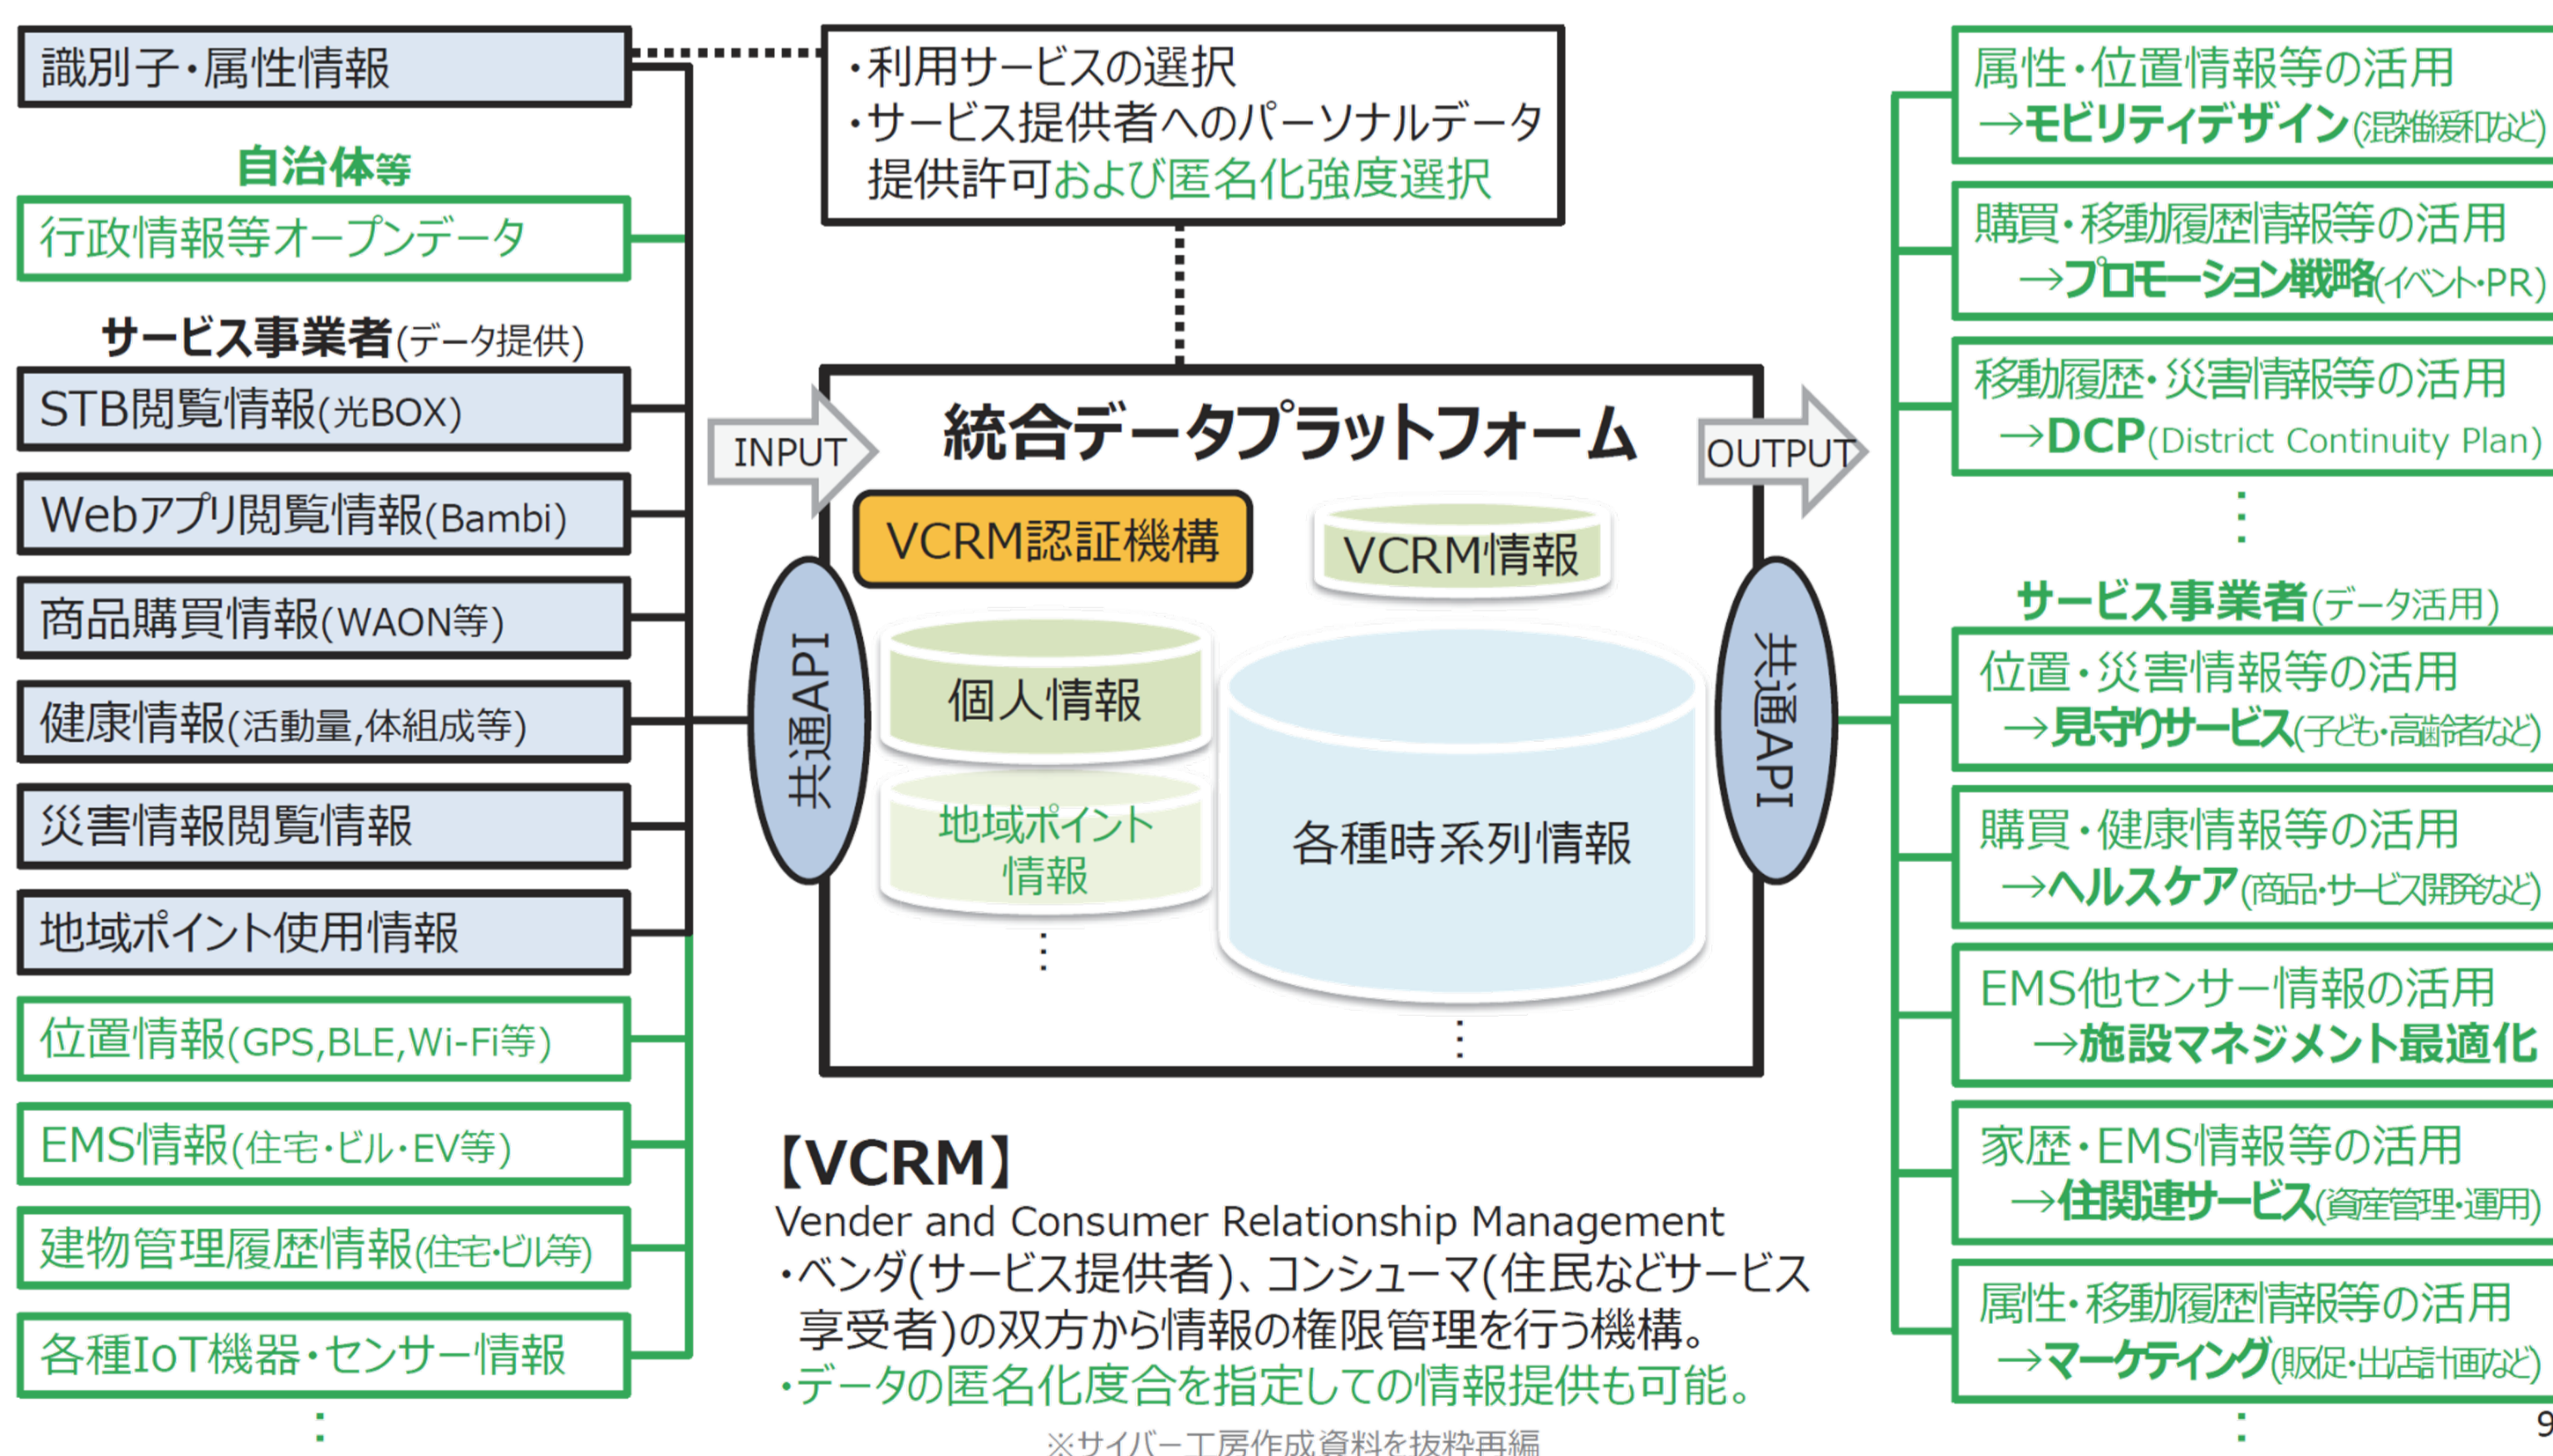 識別子・属性情報
自治体等
行政情報等オープンデータ
サービス事業者(データ提供)
STB閲覧情報(光BOX)
Webアプリ閲覧情報(Bambi)
商品購買情報(WAON等)
健康情報(活動量,体組成等)
災害情報閲覧情報
地域ポイント使用情報
位置情報(GPS,BLE,Wi-Fi等)
EMS情報(住宅・ビル・EV等)
建物管理履歴情報(住宅・ビル等)
各種IoT機器・センサー情報
・利用サービスの選択
・サービス提供者へのパーソナルデータ
提供許可および匿名化強度選択
INPUT
統合データプラットフォーム
OUTPUT
VCRM認証機構
VCRM情報
共通API
個人情報
地域ポイント
情報
各種時系列情報
共通API
【VCRM】
Vender and Consumer Relationship Management
・ベンダ(サービス提供者)、コンシューマ(住民などサービス
享受者)の双方から情報の権限管理を行う機構。
・データの匿名化度合を指定しての情報提供も可能。
※サイバー工房作成資料を抜粋再編
属性・位置情報等の活用
→モビリティデザイン(混雑緩和など)
購買・移動履歴情報等の活用
→プロモーション戦略(イベント・PR)
移動履歴・災害情報等の活用
→DCP(District Continuity Plan)
サービス事業者(データ活用)
位置・災害情報等の活用
→見守りサービス(子ども・高齢者など)
購買・健康情報等の活用
→ヘルスケア(商品・サービス開発など)
EMS他センサー情報の活用
→施設マネジメント最適化
家歴・EMS情報等の活用
→住関連サービス(資産管理・運用)
属性・移動履歴情報等の活用
→マーケティング(販促・出店計画など)
9